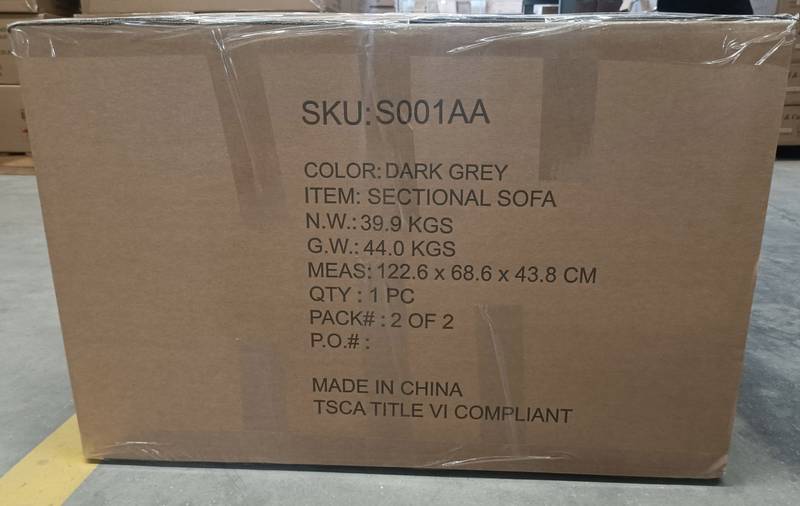 SKU: S001AA
COLOR: DARK GREY
ITEM: SECTIONAL SOFA
N.W.: 39.9 KGS
G.W.: 44.0 KGS
MEAS: 122.6 x 68.6 x 43.8 CM
QTY : 1 PC
PACK# : 2 OF 2
P.O.# :
MADE IN CHINA
TSCA TITLE VI COMPLIANT